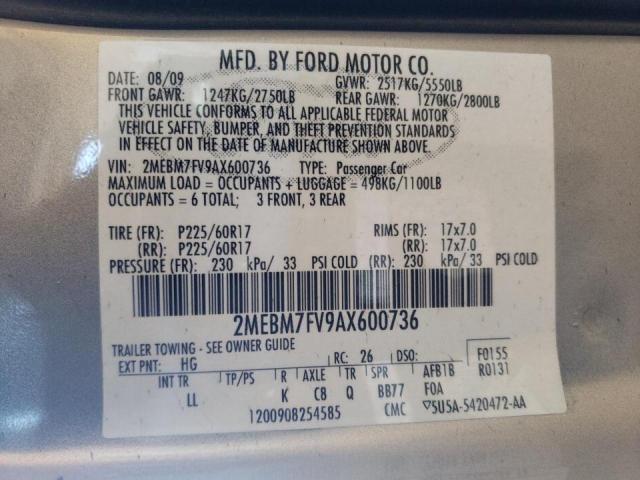 MFD. BY FORD MOTOR CO.
DATE: 08/09 GVWR: 2517KG/5550LB
FRONT GAWR: 1247KG/2750LB REAR GAWR: 1270KG/2800LB
THIS VEHICLE CONFORMS TO ALL APPLICABLE FEDERAL MOTOR
VEHICLE SAFETY, BUMPER, AND THEFT PREVENTION STANDARDS
IN EFFECT ON THE DATE OF MANUFACTURE SHOWN ABOVE.
VIN: 2MEBM7FV9AX600736 TYPE: Passenger Car
MAXIMUM LOAD = OCCUPANTS + LUGGAGE = 498KG/1100LB
OCCUPANTS = 6 TOTAL; 3 FRONT, 3 REAR
TIRE (FR): P225/60R17 RIMS (FR): 17x7.0
(RR): P225/60R17 (RR): 17x7.0
PRESSURE (FR): 230 kPa/ 33 PSI COLD (RR): 230 kPa/ 33 PSI COLD
2MEBM7FV9AX600736
TRAILER TOWING - SEE OWNER GUIDE
EXT PNT: HG RC: 26 DSO: F0155
R0131
INT TR TP/PS R AXLE TR SPR AFB1B
LL K C8 Q BB77 FOA
1200908254585 CMC ▽5U5A-5420472-AA